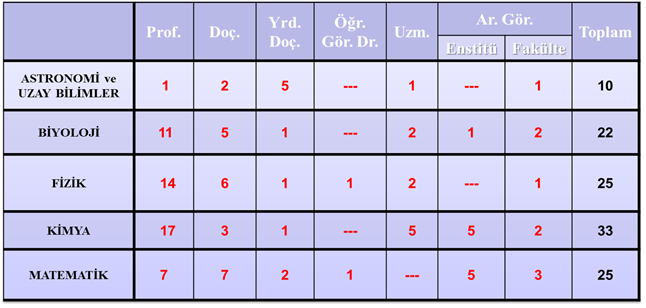 Prof. Doç. Yrd. Doç. Öğr. Gör. Dr. Uzm. Ar. Gör. Toplam
Enstitü Fakülte
ASTRONOMİ ve UZAY BİLİMLER 1 2 5 --- 1 --- 1 10
BİYOLOJİ 11 5 1 --- 2 1 2 22
FİZİK 14 6 1 1 2 --- 1 25
KİMYA 17 3 1 --- 5 5 2 33
MATEMATİK 7 7 2 1 --- 5 3 25